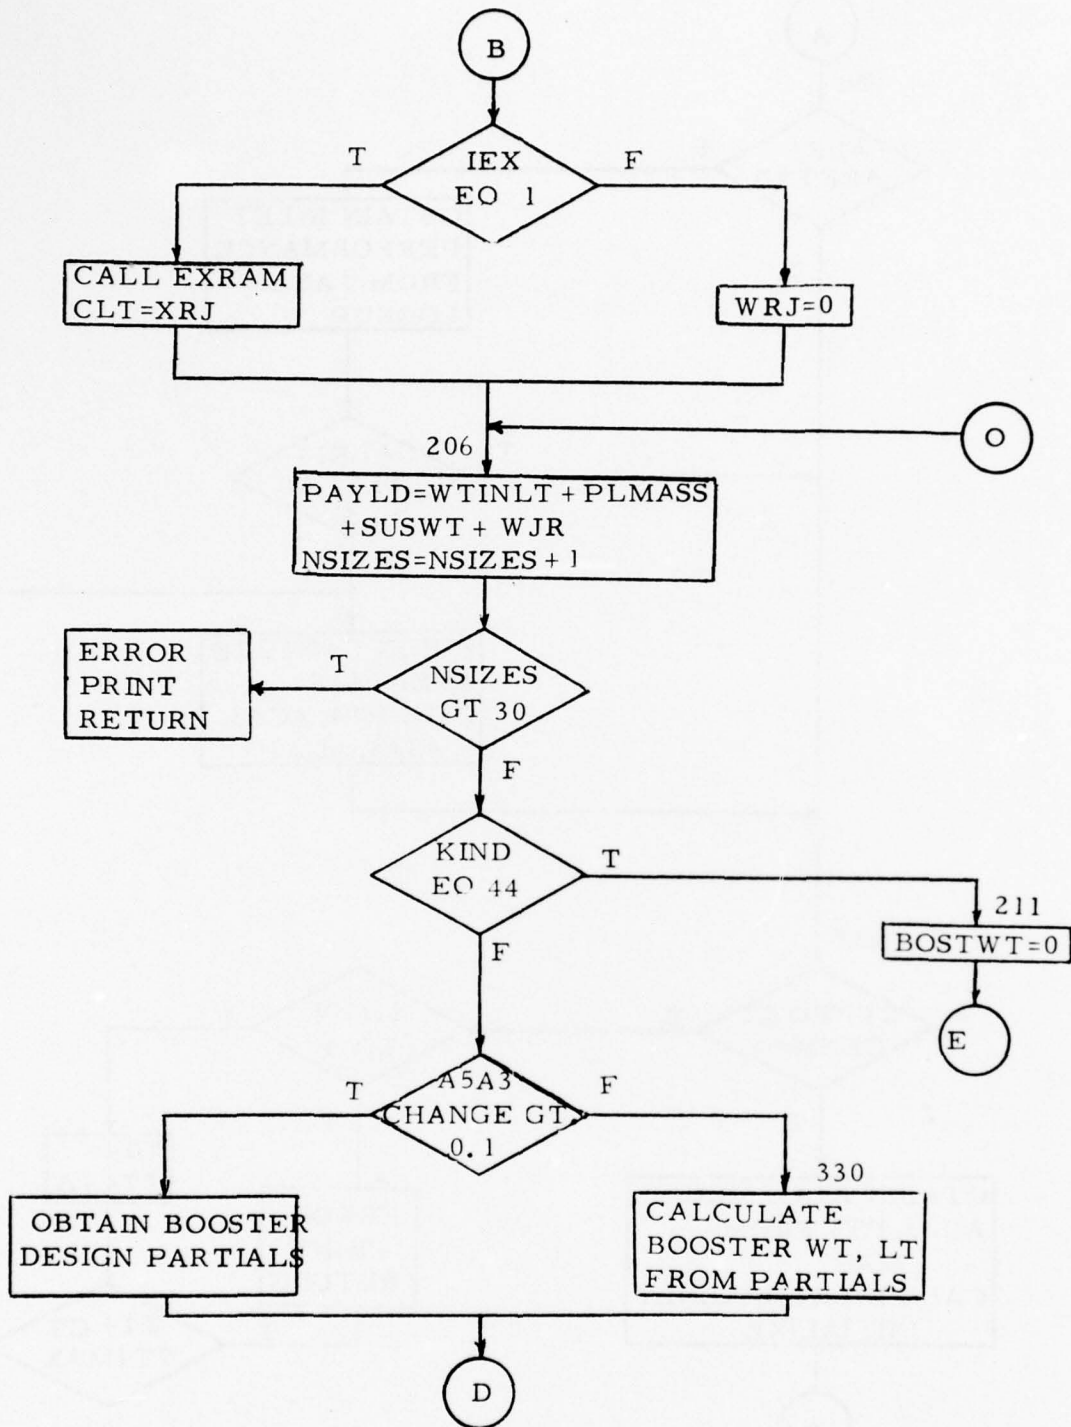 B
IEX
EQ 1
T
F
CALL EXRAM
CLT=XRJ
WRJ=0
O
206
PAYLD=WTINLT + PLMASS
+SUSWT + WJR
NSIZES=NSIZES + 1
NSIZES
GT 30
T
ERROR
PRINT
RETURN
F
KIND
EQ 44
T
211
BOSTWT=0
E
F
A5A3
CHANGE GT.
0.1
T
F
OBTAIN BOOSTER
DESIGN PARTIALS
330
CALCULATE
BOOSTER WT, LT
FROM PARTIALS
D